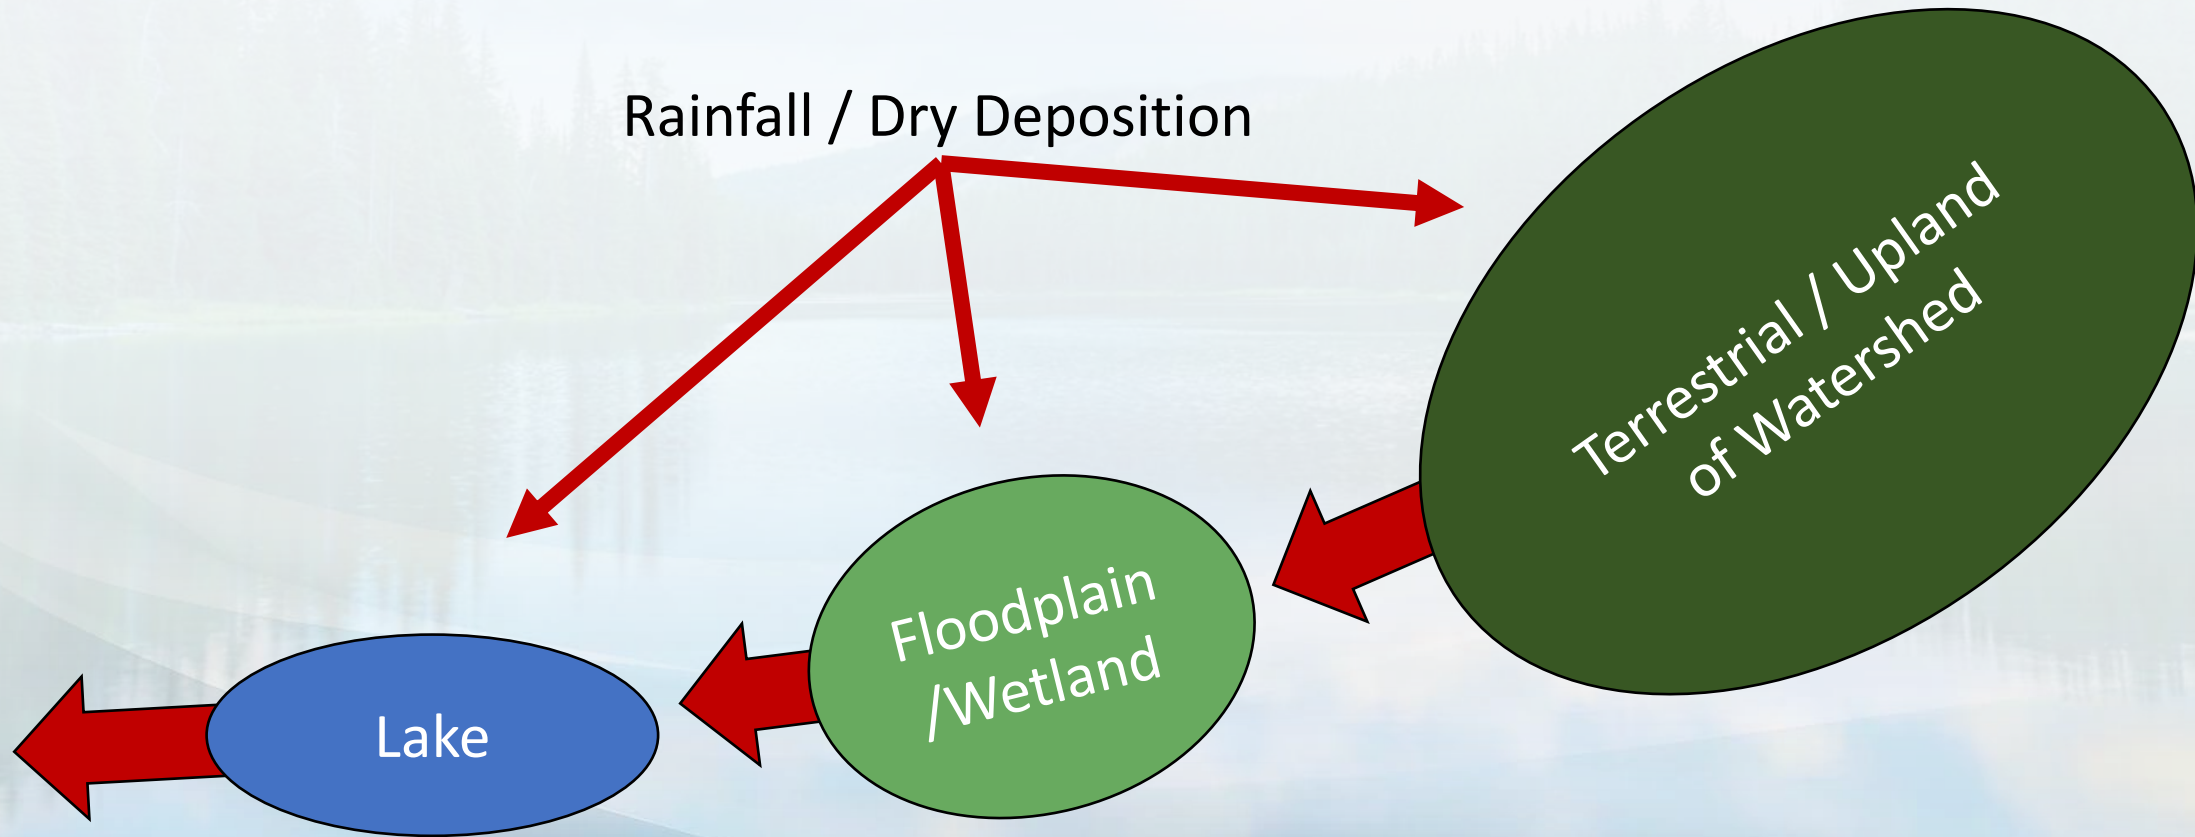 Rainfall / Dry Deposition
Terrestrial / Upland
of Watershed
Floodplain
/Wetland
Lake